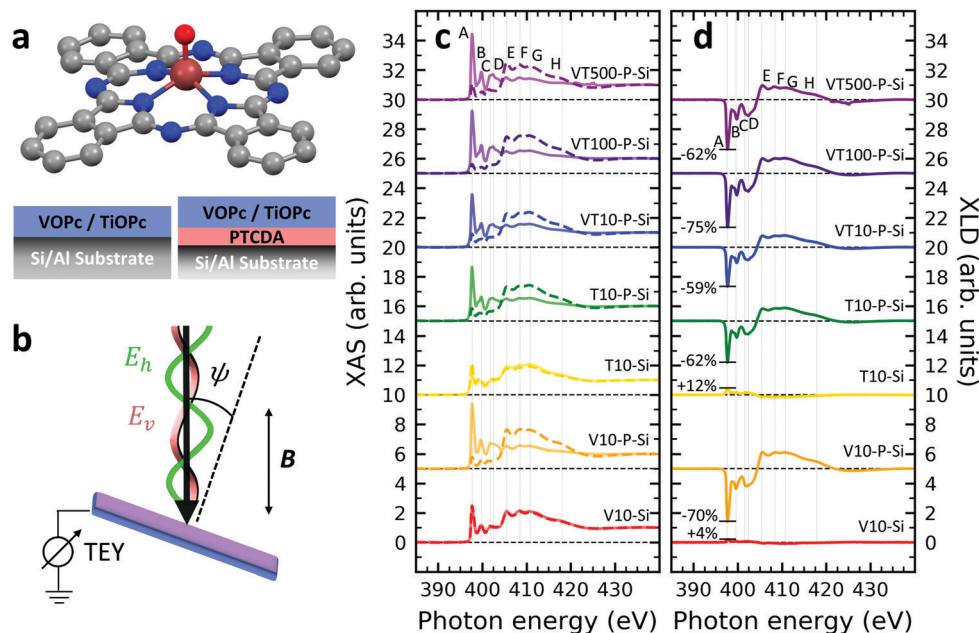 a
VOPc / TiOPc
Si/Al Substrate
VOPc / TiOPc
PTCDA
Si/Al Substrate
b
E_h
E_v
ψ
B
TEY
c
XAS (arb. units)
34
32
30
26
24
22
20
18
16
14
12
10
8
6
4
2
0
A
B
C
D
E
F
G
H
VT500-P-Si
VT100-P-Si
VT10-P-Si
T10-P-Si
T10-Si
V10-P-Si
V10-Si
390 400 410 420 430
Photon energy (eV)
d
A
B
C
D
E
F
G
H
VT500-P-Si
-62%
VT100-P-Si
-75%
VT10-P-Si
-59%
T10-P-Si
-62%
T10-Si
+12%
V10-P-Si
-70%
V10-Si
+4%
34
32
30
26
24
22
20
18
16
14
12
10
8
6
4
2
0
XLD (arb. units)
390 400 410 420 430
Photon energy (eV)